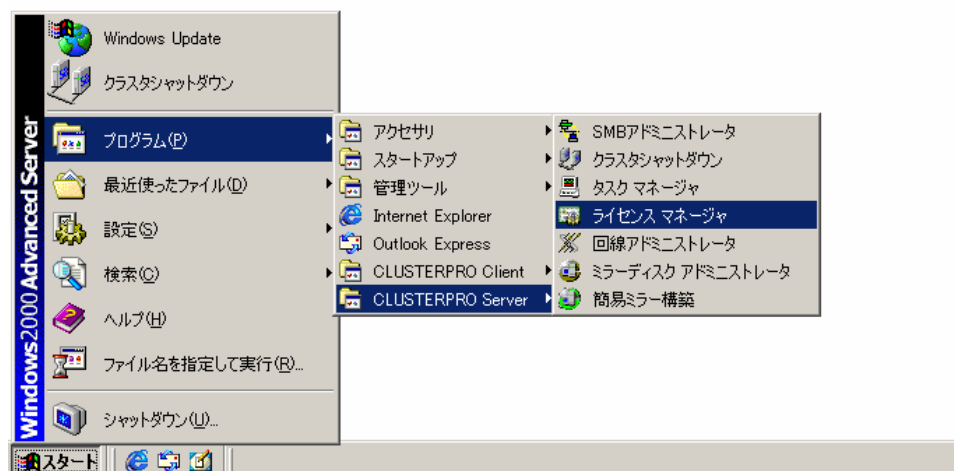 Windows Update
クラスタシャットダウン
プログラム(P)
最近使ったファイル(D)
設定(S)
検索(C)
ヘルプ(H)
ファイル名を指定して実行(R)...
シャットダウン(U)...
Windows2000 Advanced Server
アクセサリ
スタートアップ
管理ツール
Internet Explorer
Outlook Express
CLUSTERPRO Client
CLUSTERPRO Server
SMBアドミニストレータ
クラスタシャットダウン
タスク マネージャ
ライセンス マネージャ
回線アドミニストレータ
ミラーディスク アドミニストレータ
簡易ミラー構築
スタート